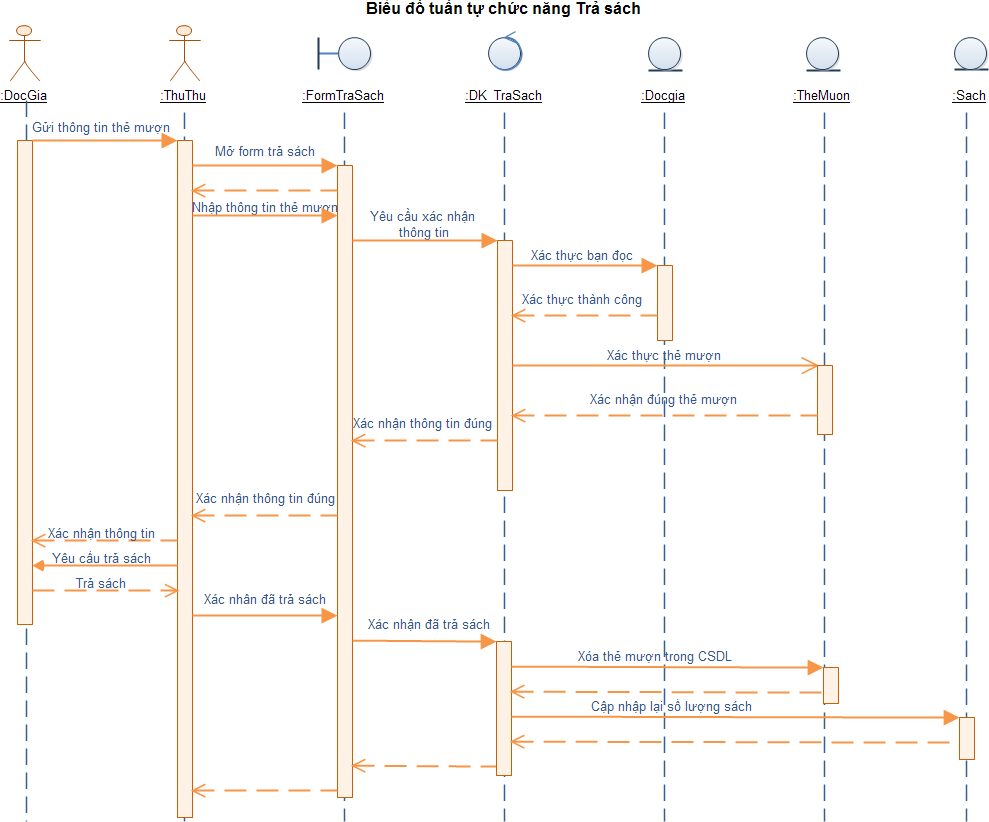 Biểu đồ tuần tự chức năng Trả sách
:DocGia
:ThuThu
:FormTraSach
:DK_TraSach
:Docgia
:TheMuon
:Sach
Gửi thông tin thẻ mượn
Mở form trả sách
Nhập thông tin thẻ mượn
Yêu cầu xác nhận
thông tin
Xác thực bạn đọc
Xác thực thành công
Xác thực thẻ mượn
Xác nhận đúng thẻ mượn
Xác nhận thông tin đúng
Xác nhận thông tin đúng
Xác nhận thông tin
Yêu cầu trả sách
Trả sách
Xác nhân đã trả sách
Xác nhận đã trả sách
Xóa thẻ mượn trong CSDL
Cập nhập lại số lượng sách